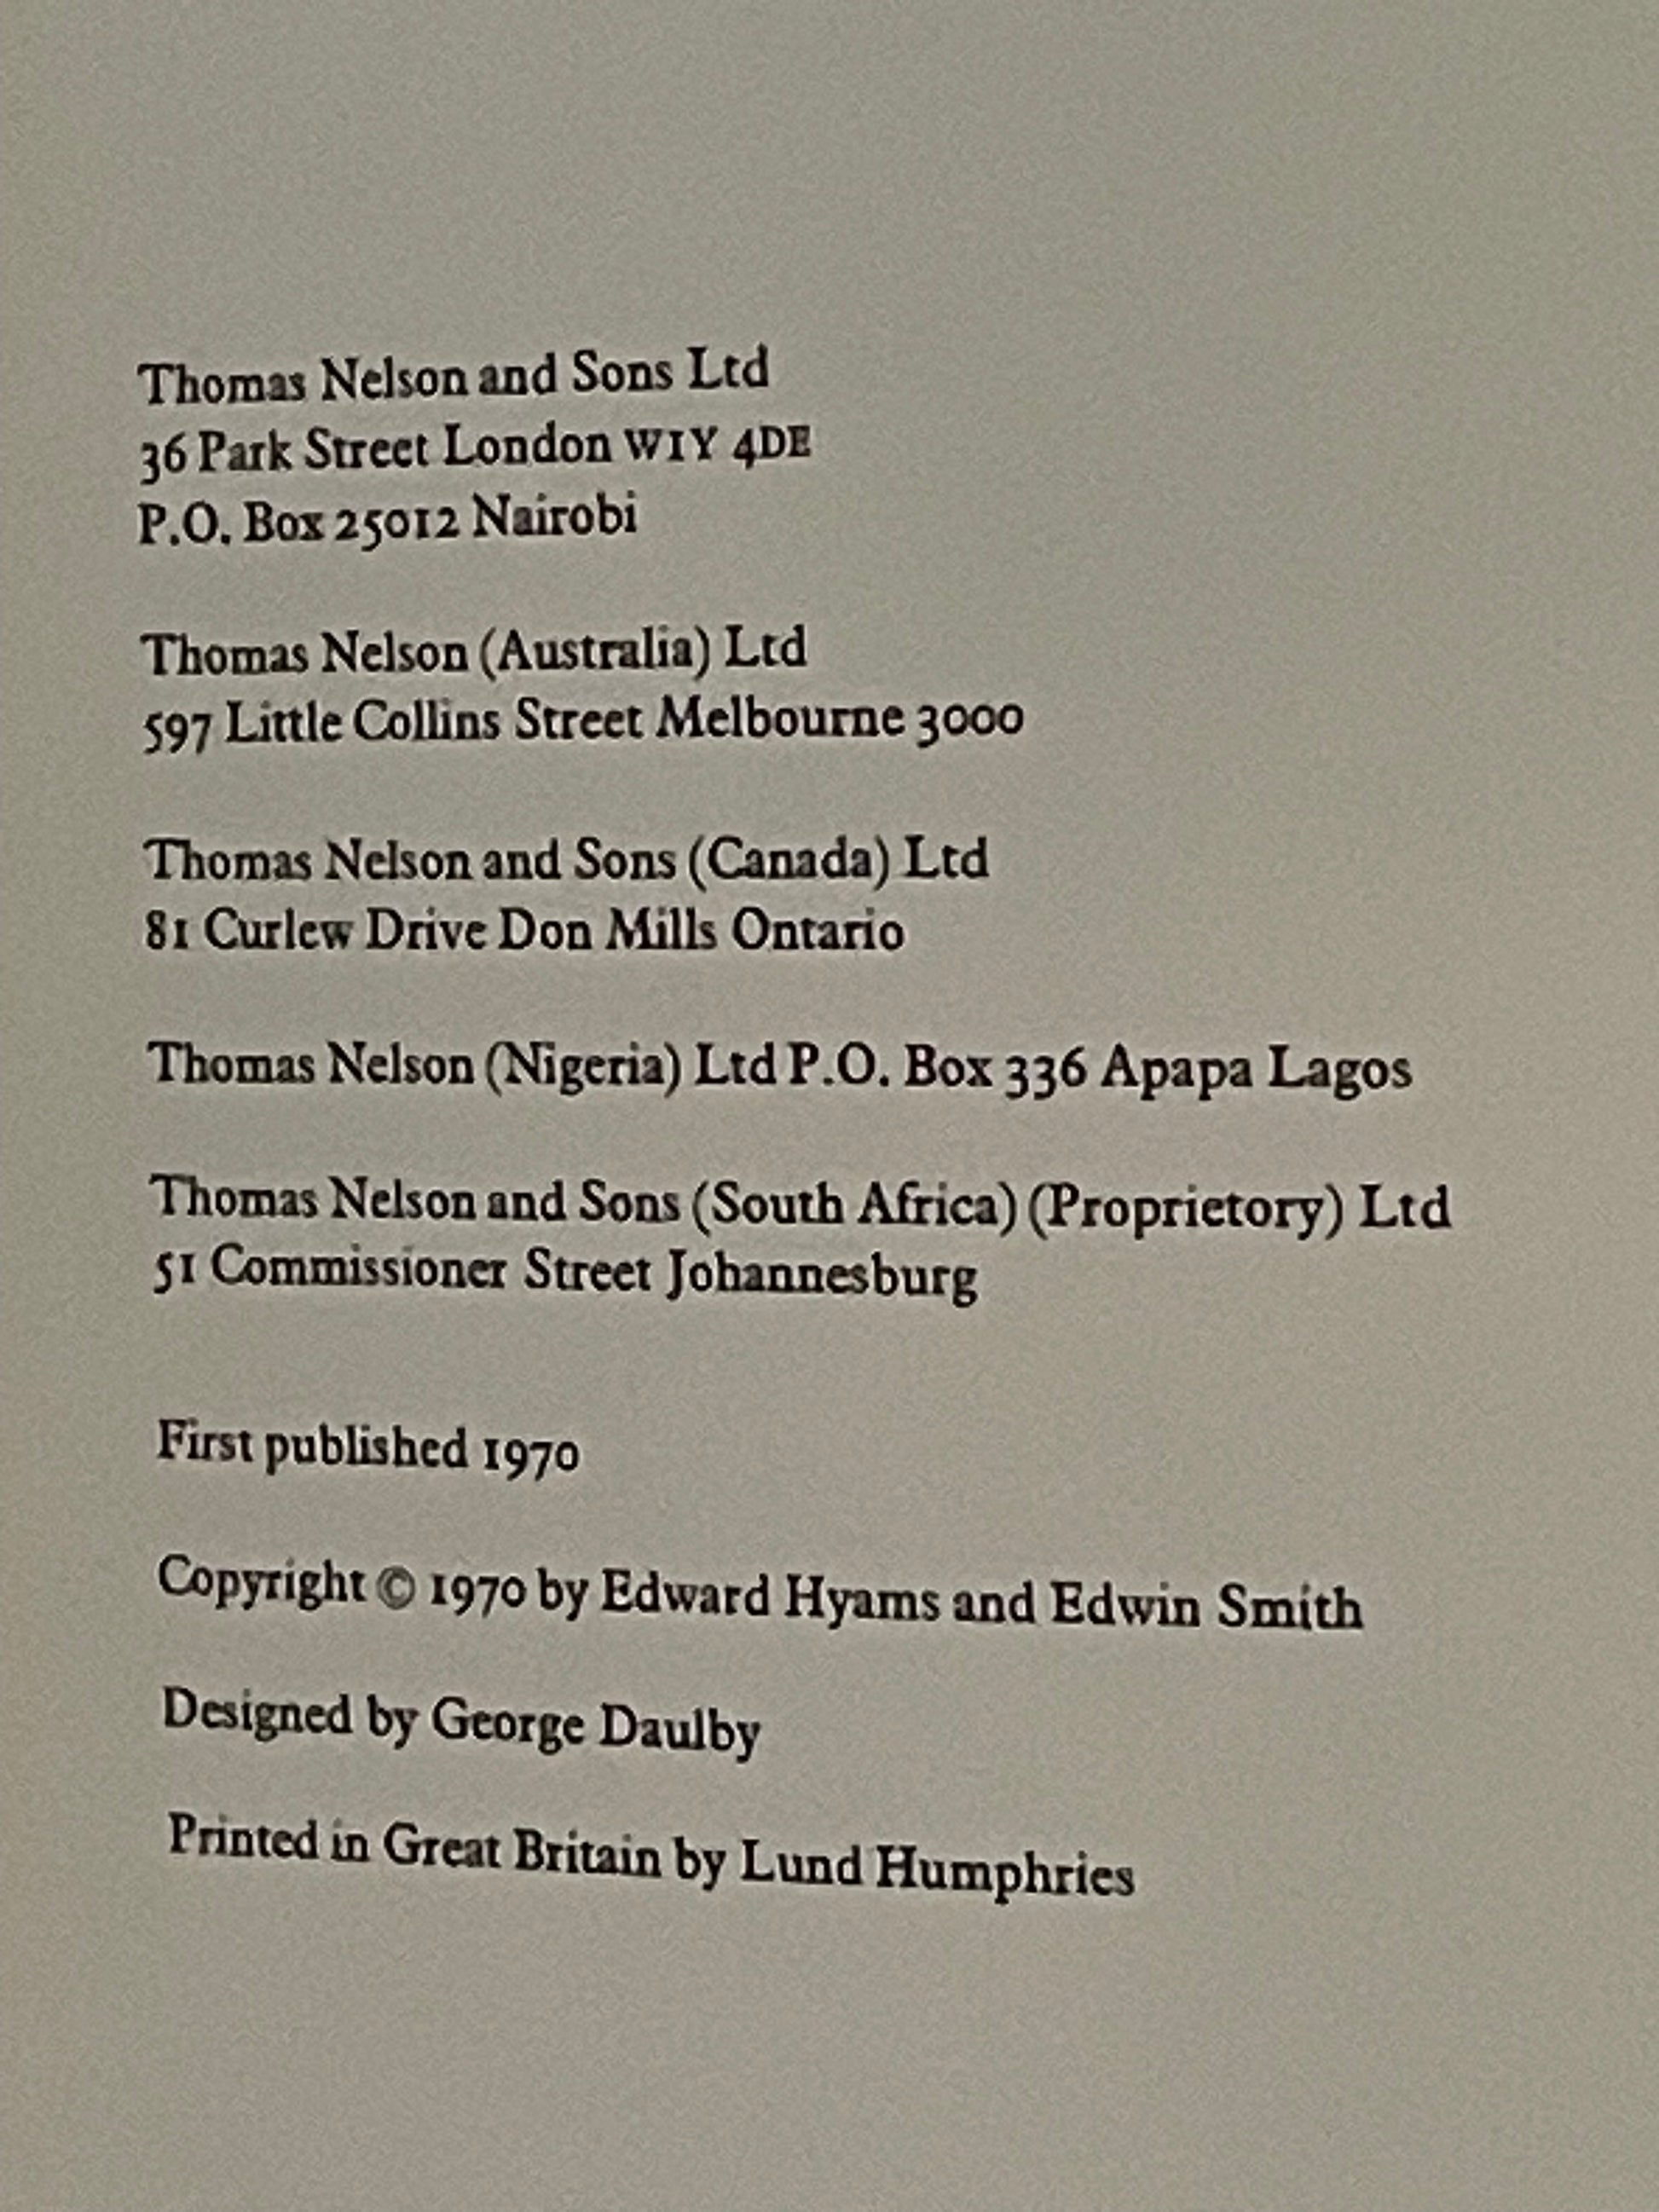 Thomas Nelson and Sons Ltd
36 Park Street London W1Y 4DE
P.O. Box 25012 Nairobi
Thomas Nelson (Australia) Ltd
597 Little Collins Street Melbourne 3000
Thomas Nelson and Sons (Canada) Ltd
81 Curlew Drive Don Mills Ontario
Thomas Nelson (Nigeria) Ltd P.O. Box 336 Apapa Lagos
Thomas Nelson and Sons (South Africa) (Proprietory) Ltd
51 Commissioner Street Johannesburg
First published 1970
Copyright © 1970 by Edward Hyams and Edwin Smith
Designed by George Daulby
Printed in Great Britain by Lund Humphries